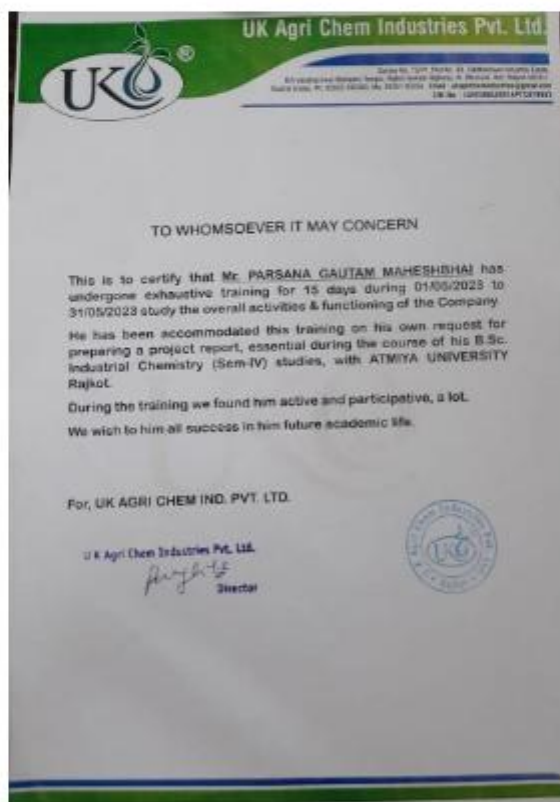 UK Agri Chem Industries Pvt. Ltd.
UK
®
TO WHOMSOEVER IT MAY CONCERN
This is to certify that Mr. PARSANA GAUTAM MAHESHBHAI has
undergone exhaustive training for 15 days during 01/05/2023 to
31/05/2023 study the overall activities & functioning of the Company.
He has been accommodated this training on his own request for
preparing a project report, essential during the course of his B.Sc.
Industrial Chemistry (Sem-IV) studies, with ATMIYA UNIVERSITY
Rajkot.
During the training we found him active and participative, a lot.
We wish to him all success in him future academic life.
For, UK AGRI CHEM IND. PVT. LTD.
U K Agri Chem Industries Pvt. Ltd.
Director